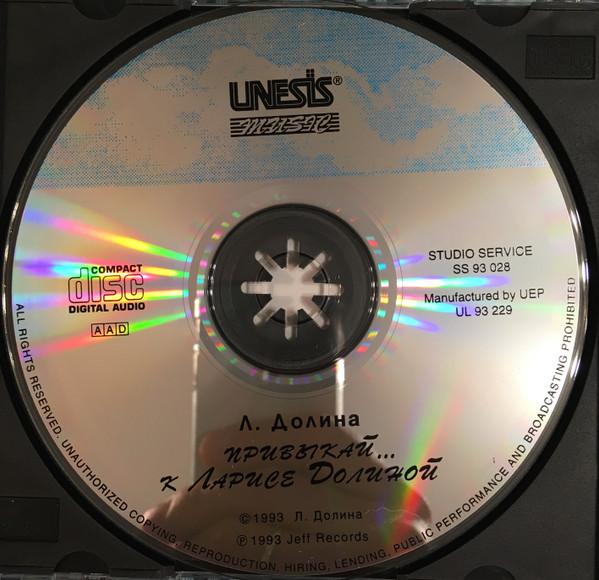 UNESIS®
MUSIC
STUDIO SERVICE
SS 93 028
Manufactured by UEP
UL 93 229
COMPACT
disc
DIGITAL AUDIO
AAD
Л. Долина
ПРИВЫКАЙ...
К ЛАРИСЕ ДОЛИНОЙ
©1993 Л. Долина
℗1993 Jeff Records
ALL RIGHTS RESERVED. UNAUTHORIZED COPYING, REPRODUCTION, HIRING, LENDING, PUBLIC PERFORMANCE AND BROADCASTING PROHIBITED